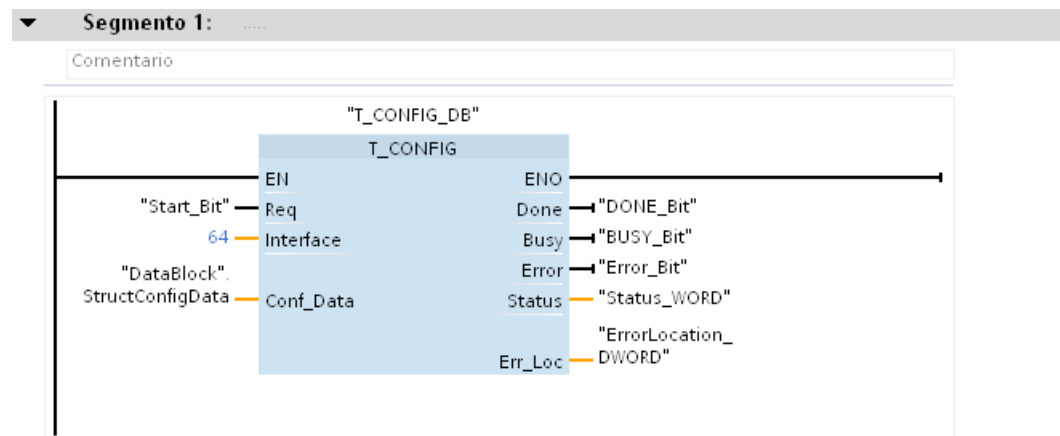 Segmento 1: .....
Comentario
"T_CONFIG_DB"
T_CONFIG
EN ENO
"Start_Bit" Req Done "DONE_Bit"
64 Interface Busy "BUSY_Bit"
Error "Error_Bit"
"DataBlock".
StructConfigData Conf_Data Status "Status_WORD"
"ErrorLocation_
Err_Loc DWORD"